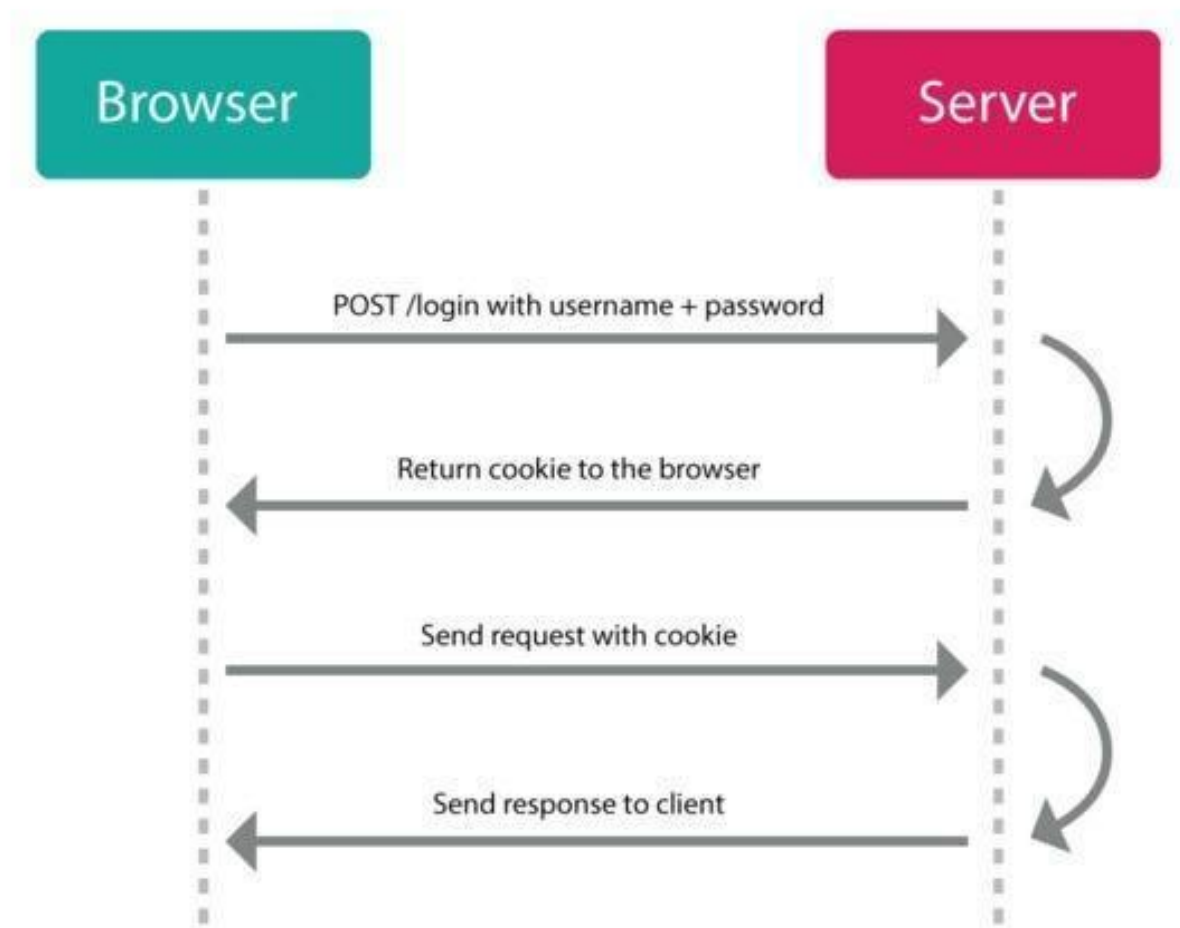 Browser
Server
POST /login with username + password
Return cookie to the browser
Send request with cookie
Send response to client